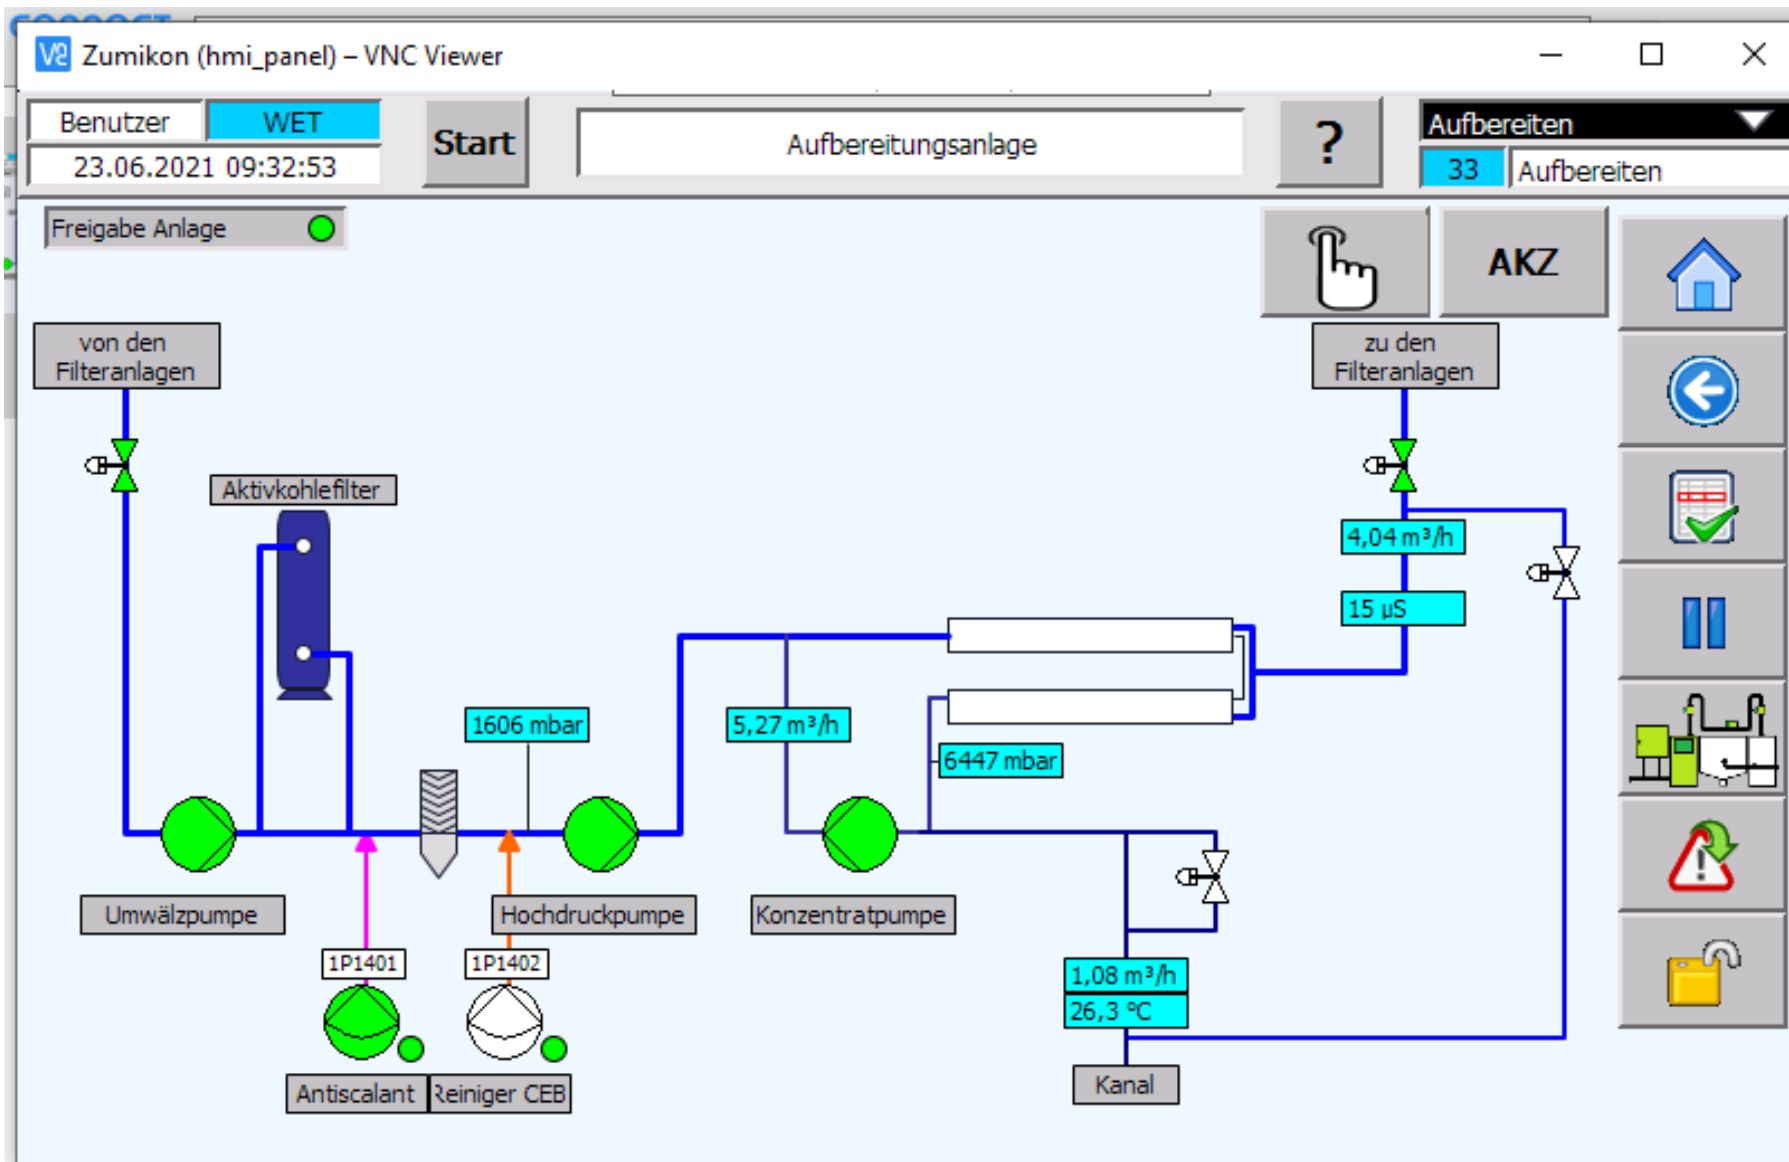 Zumikon (hmi_panel) – VNC Viewer
Benutzer WET
23.06.2021 09:32:53
Start
Aufbereitungsanlage
?
Aufbereiten
33 Aufbereiten
Freigabe Anlage
AKZ
von den
Filteranlagen
zu den
Filteranlagen
Aktivkohlefilter
4,04 m³/h
15 µS
1606 mbar
5,27 m³/h
6447 mbar
Umwälzpumpe
Hochdruckpumpe
Konzentratpumpe
1P1401
1P1402
1,08 m³/h
26,3 °C
Antiscalant
Reiniger CEB
Kanal